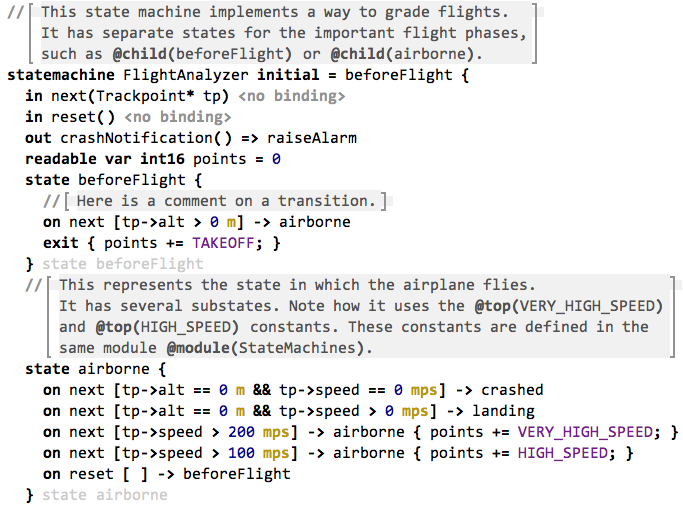 // [ This state machine implements a way to grade flights.
It has separate states for the important flight phases,
such as @child(beforeFlight) or @child(airborne). ]
statemachine FlightAnalyzer initial = beforeFlight {
in next(Trackpoint* tp) <no binding>
in reset() <no binding>
out crashNotification() => raiseAlarm
readable var int16 points = 0
state beforeFlight {
//[ Here is a comment on a transition. ]
on next [tp->alt > 0 m] -> airborne
exit { points += TAKEOFF; }
} state beforeFlight
// [ This represents the state in which the airplane flies.
It has several substates. Note how it uses the @top(VERY_HIGH_SPEED)
and @top(HIGH_SPEED) constants. These constants are defined in the
same module @module(StateMachines). ]
state airborne {
on next [tp->alt == 0 m && tp->speed == 0 mps] -> crashed
on next [tp->alt == 0 m && tp->speed > 0 mps] -> landing
on next [tp->speed > 200 mps] -> airborne { points += VERY_HIGH_SPEED; }
on next [tp->speed > 100 mps] -> airborne { points += HIGH_SPEED; }
on reset [ ] -> beforeFlight
} state airborne